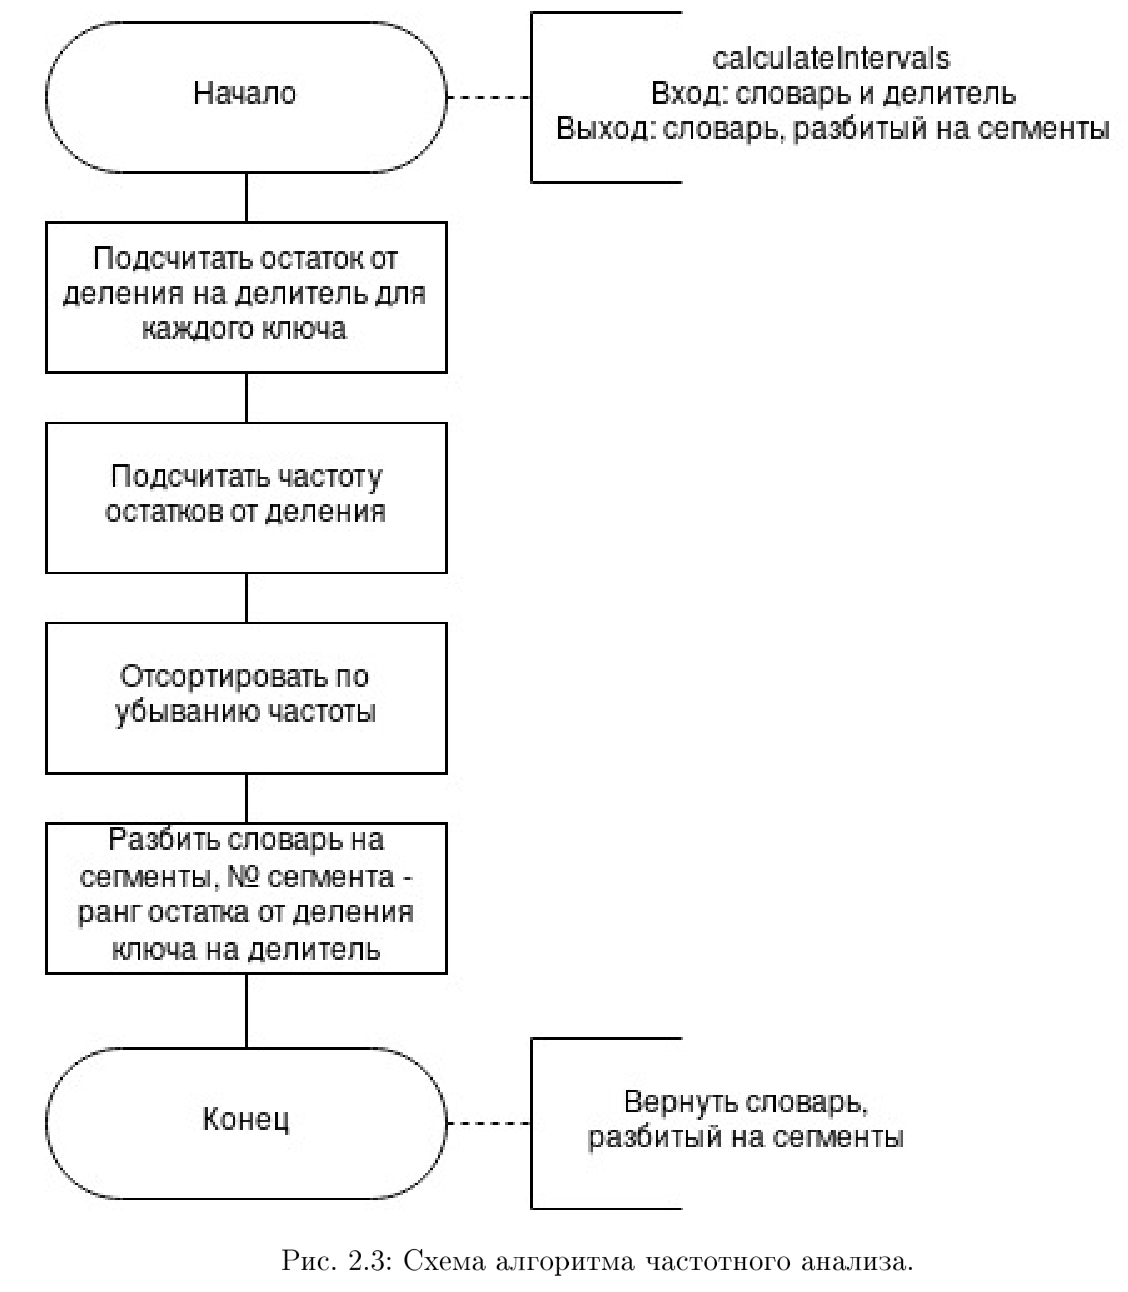 Начало
calculateIntervals
Вход: словарь и делитель
Выход: словарь, разбитый на сегменты
Подсчитать остаток от
деления на делитель для
каждого ключа
Подсчитать частоту
остатков от деления
Отсортировать по
убыванию частоты
Разбить словарь на
сегменты, № сегмента -
ранг остатка от деления
ключа на делитель
Конец
Вернуть словарь,
разбитый на сегменты
Рис. 2.3: Схема алгоритма частотного анализа.